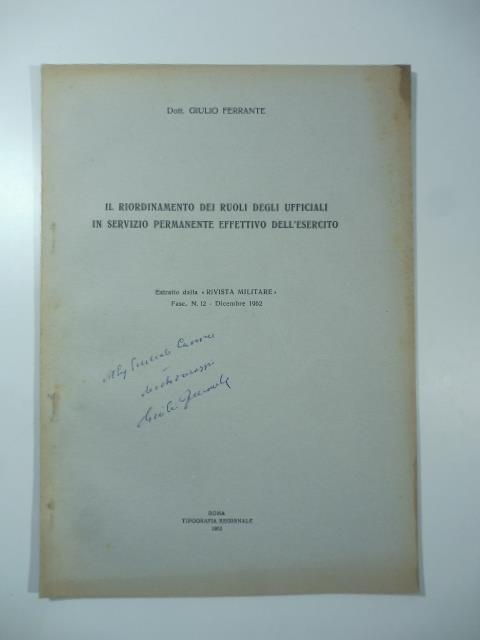 Dott. GIULIO FERRANTE
IL RIORDINAMENTO DEI RUOLI DEGLI UFFICIALI
IN SERVIZIO PERMANENTE EFFETTIVO DELL'ESERCITO
Estratto dalla « RIVISTA MILITARE »
Fasc. N. 12 - Dicembre 1952
ROMA
TIPOGRAFIA REGIONALE
1952